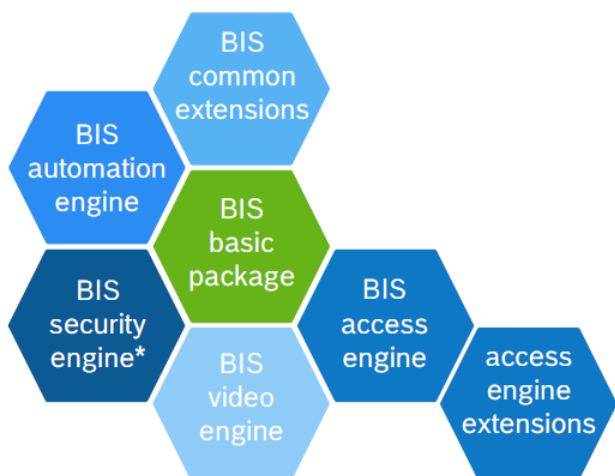 BIS
common
extensions
BIS
automation
engine
BIS
basic
package
BIS
security
engine*
BIS
access
engine
BIS
video
engine
access
engine
extensions